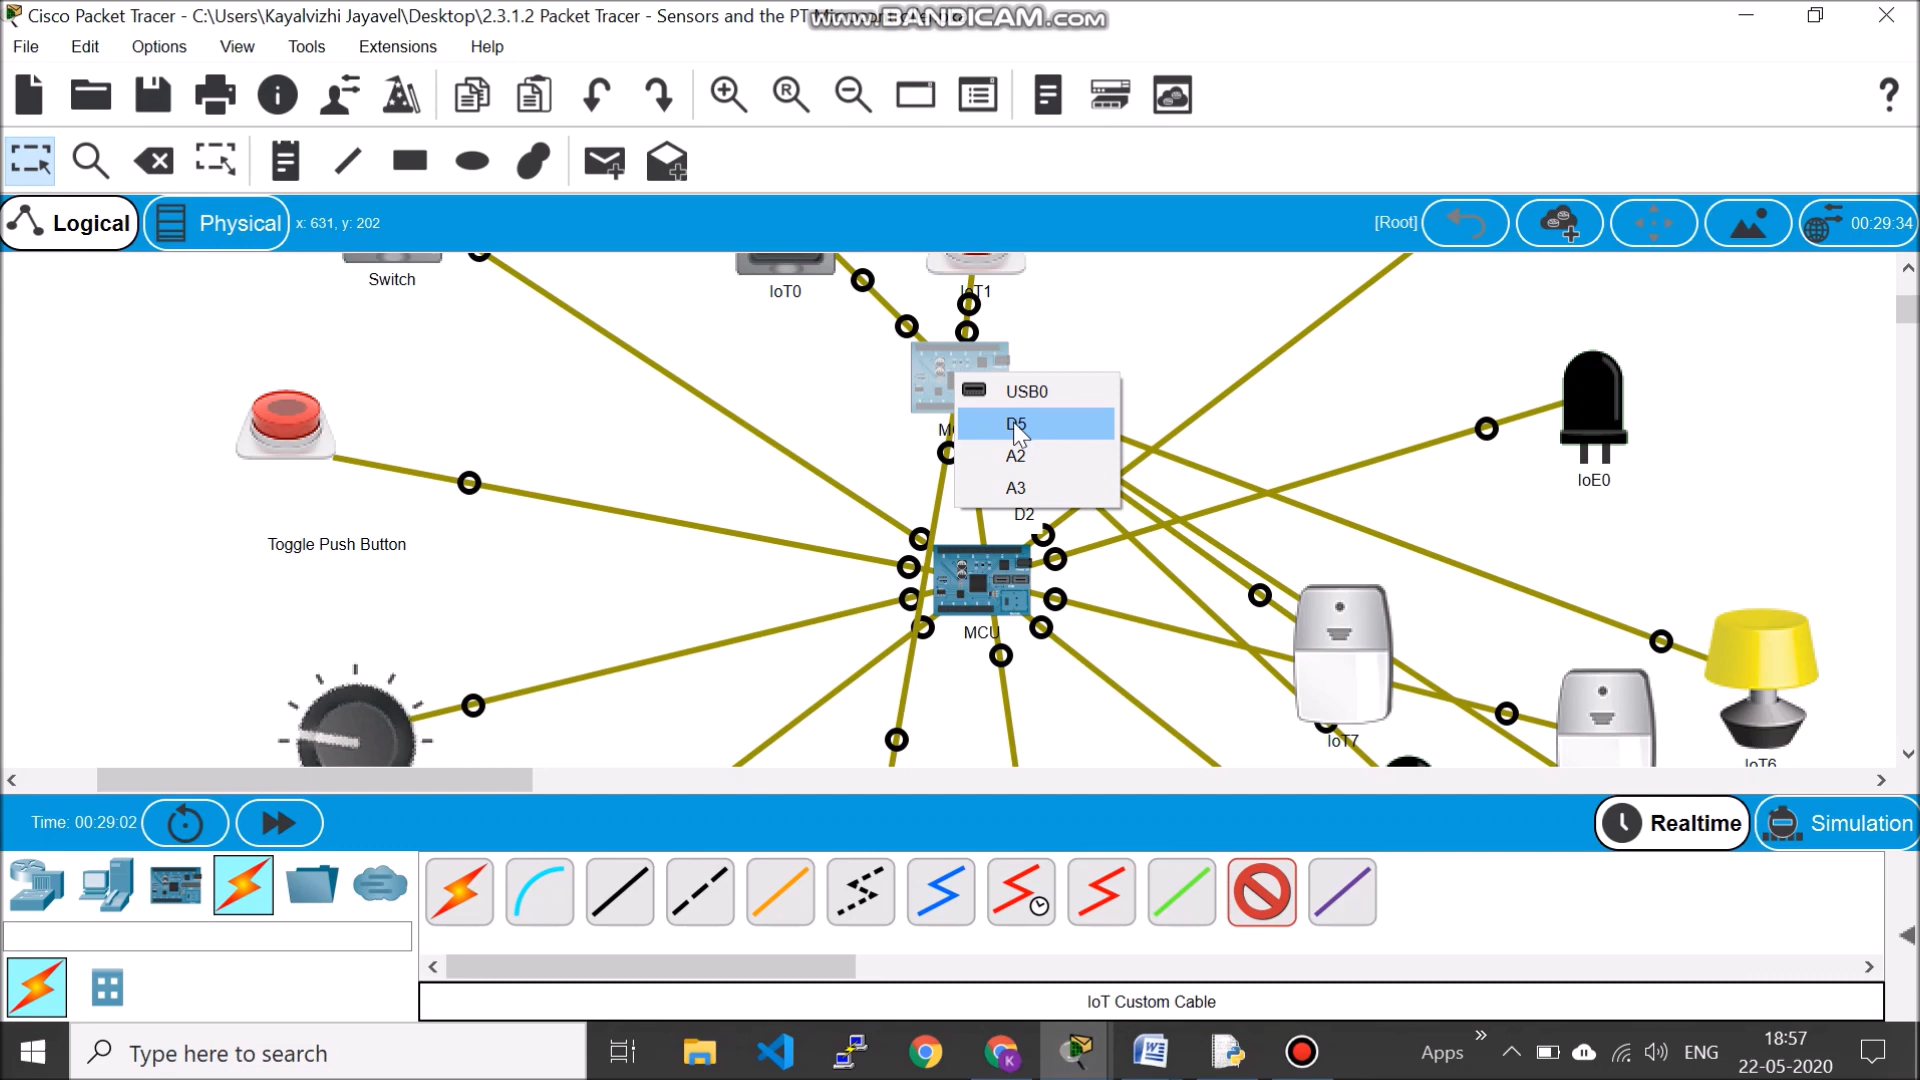 Cisco Packet Tracer - C:\Users\Kayalvizhi Jayavel\Desktop\2.3.1.2 Packet Tracer - Sensors and the PT
www.BANDICAM.com
File Edit Options View Tools Extensions Help
Logical Physical x: 631, y: 202 [Root] 00:29:34
Switch
IoT0
IoT1
USB0
D5
A2
A3
D2
IoE0
Toggle Push Button
MCU
IoT7
IoT6
Time: 00:29:02 Realtime Simulation
IoT Custom Cable
Type here to search
Apps
ENG
18:57
22-05-2020